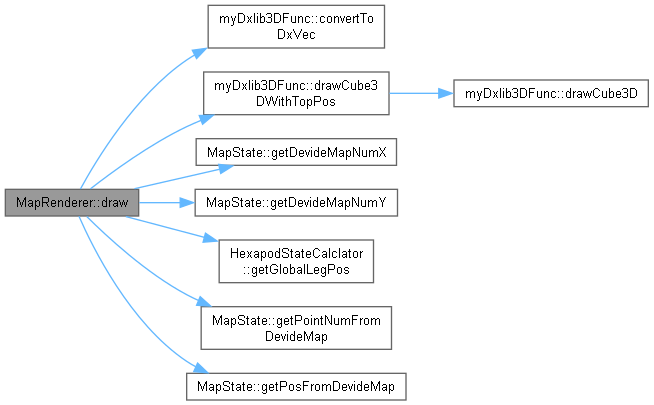 myDxlib3DFunc::convertTo
DxVec
myDxlib3DFunc::drawCube3
DWithTopPos
myDxlib3DFunc::drawCube3D
MapState::getDevideMapNumX
MapRenderer::draw
MapState::getDevideMapNumY
HexapodStateCalclator
::getGlobalLegPos
MapState::getPointNumFrom
DevideMap
MapState::getPosFromDevideMap